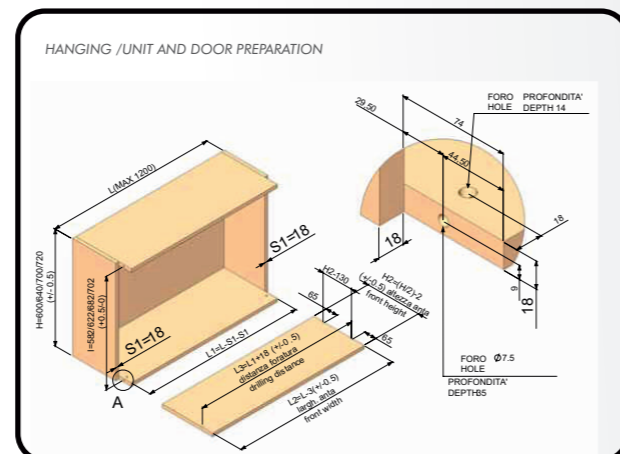 HANGING /UNIT AND DOOR PREPARATION
FORO PROFONDITA'
HOLE DEPTH 14
29.50
74
44.50
L(MAX 1200)
S1=18
18
18
H=600/640/700/720
(+/- 0.5)
I=582/622/682/702
(+0.5/-0)
H2-130
H2=(H/2)-2
(+/-0.5) altezza anta
front height
9
18
65
65
S1=18
L1=L-S1-S1
L3=L1+18 (+/-0.5)
distanza foratura
drilling distance
L2=L-3(+/-0.5)
largh. anta
front width
A
FORO Ø7.5
HOLE
PROFONDITA'
DEPTHB5